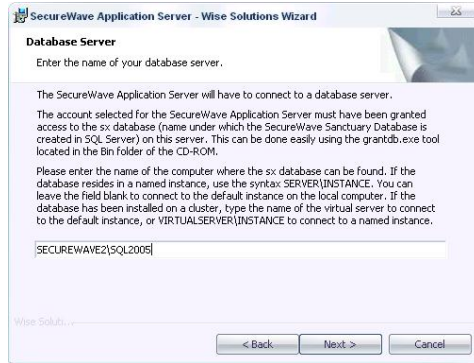 SecureWave Application Server - Wise Solutions Wizard
Database Server
Enter the name of your database server.
The SecureWave Application Server will have to connect to a database server.
The account selected for the SecureWave Application Server must have been granted
access to the sx database (name under which the SecureWave Sanctuary Database is
created in SQL Server) on this server. This can be done easily using the grantdb.exe tool
located in the Bin folder of the CD-ROM.
Please enter the name of the computer where the sx database can be found. If the
database resides in a named instance, use the syntax SERVER\INSTANCE. You can
leave the field blank to connect to the default instance on the local computer. If the
database has been installed on a cluster, type the name of the virtual server to connect
to the default instance, or VIRTUALSERVER\INSTANCE to connect to a named instance.
SECUREWAVE2\SQL2005
Wise Soluti...
< Back Next > Cancel